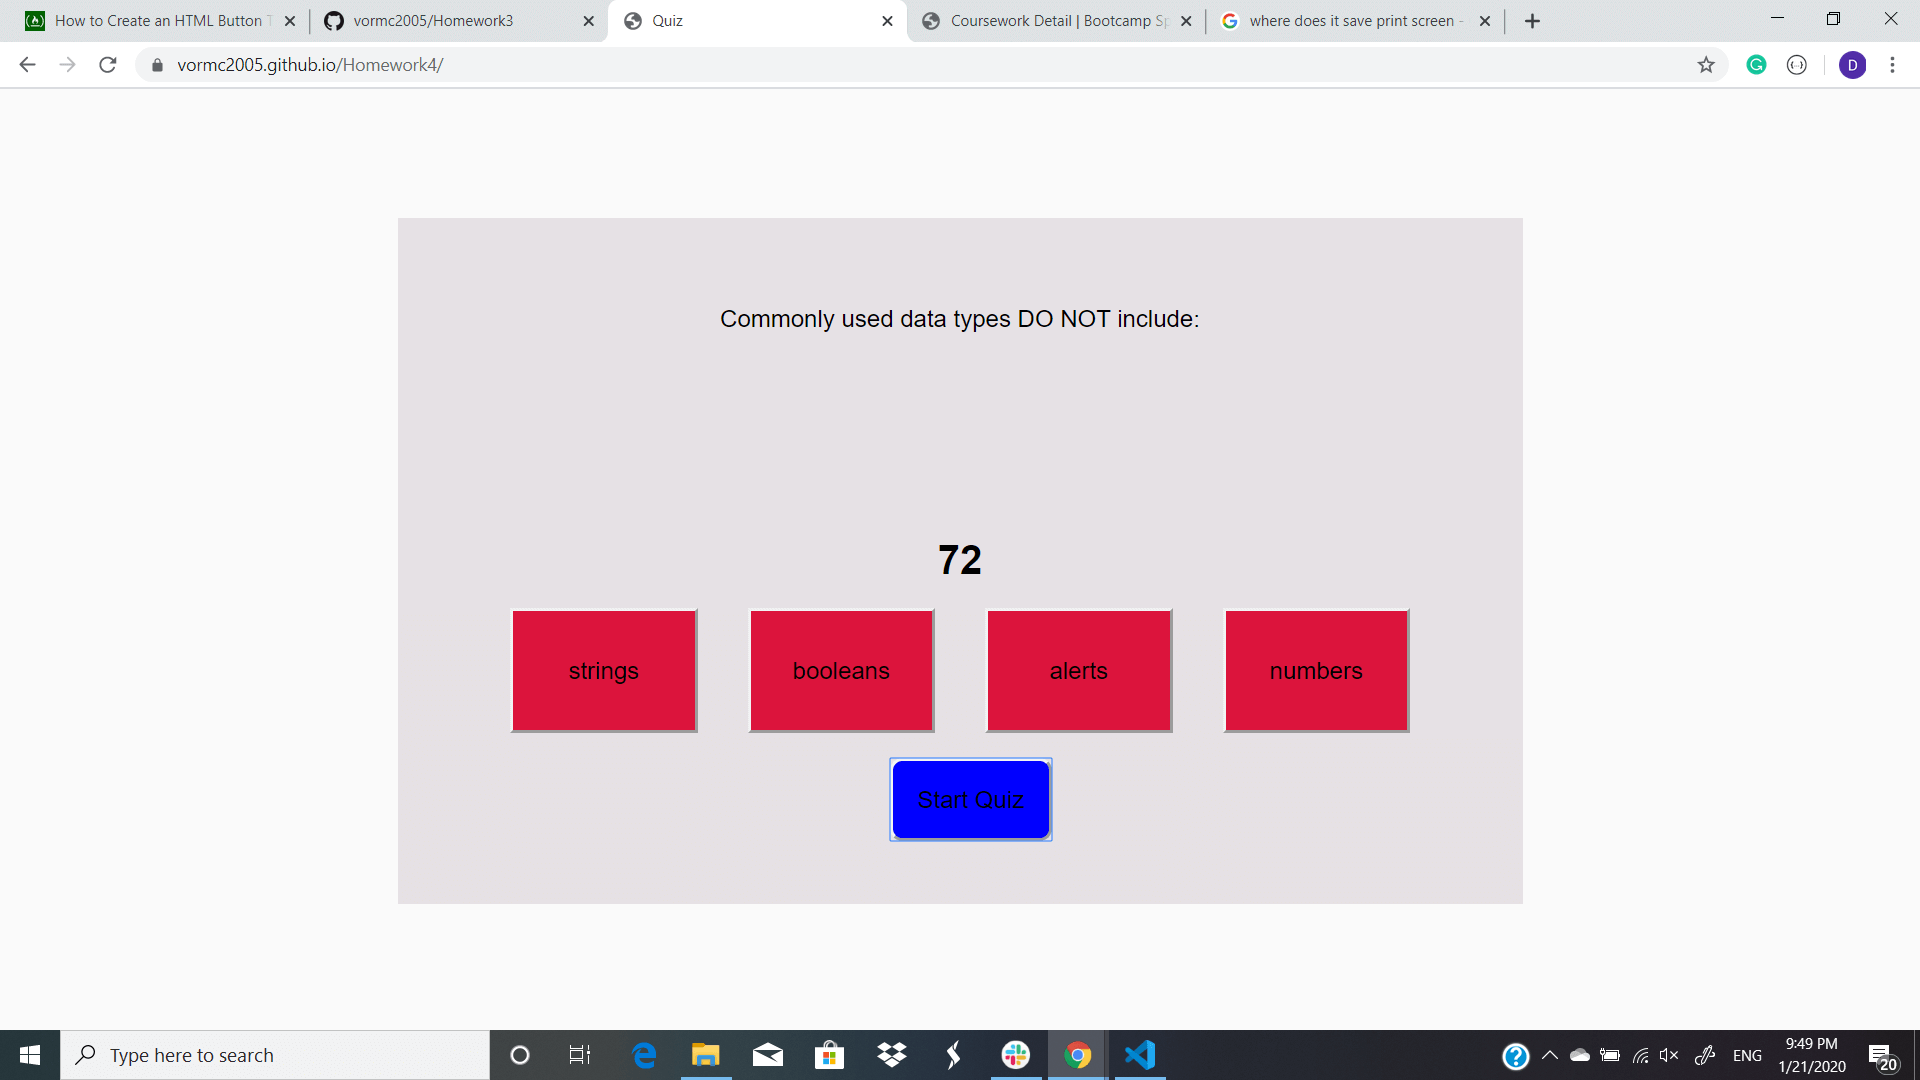 How to Create an HTML Button T
vormc2005/Homework3
Quiz
Coursework Detail | Bootcamp Sp
where does it save print screen -
vormc2005.github.io/Homework4/
D
Commonly used data types DO NOT include:
72
strings
booleans
alerts
numbers
Start Quiz
Type here to search
ENG
9:49 PM
1/21/2020
20